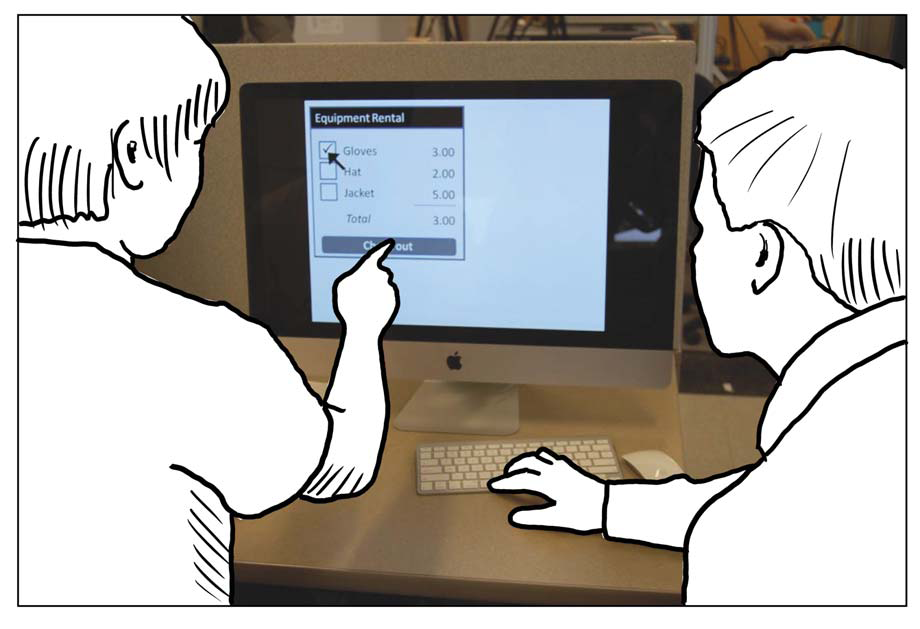 Equipment Rental
✓ Gloves 3.00
Hat 2.00
Jacket 5.00
Total 3.00